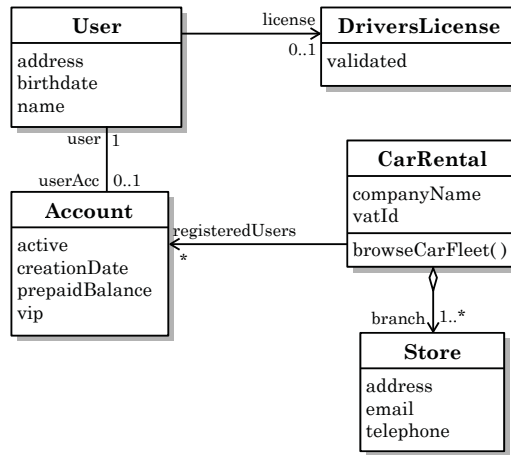 User
address
birthdate
name
license
0..1
DriversLicense
validated
user 1
userAcc 0..1
Account
active
creationDate
prepaidBalance
vip
registeredUsers
*
CarRental
companyName
vatId
browseCarFleet( )
branch 1..*
Store
address
email
telephone